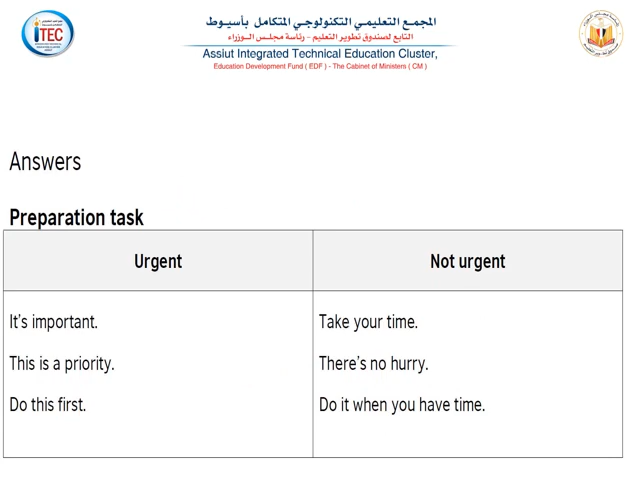 iTEC
المجمع التعليمي التكنولوجي المتكامل بأسيوط
التابع لصندوق تطوير التعليم - رئاسة مجلس الوزراء
Assiut Integrated Technical Education Cluster,
Education Development Fund ( EDF ) - The Cabinet of Ministers ( CM )
Answers
Preparation task
Urgent
Not urgent
It's important.
Take your time.
This is a priority.
There's no hurry.
Do this first.
Do it when you have time.